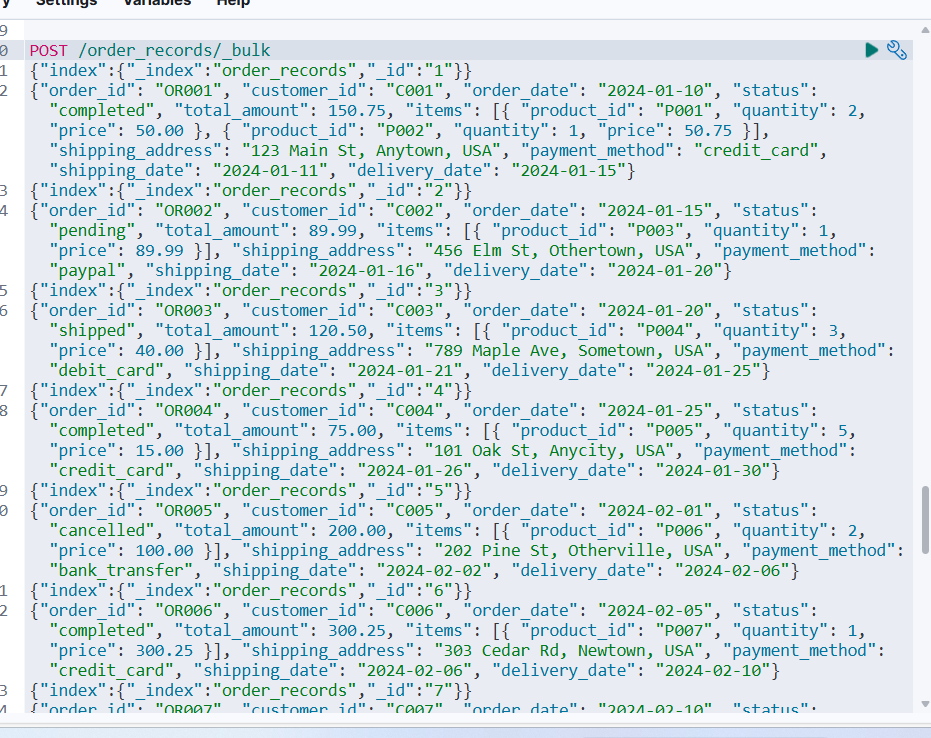 y Settings Variables Help
9
0 POST /order_records/_bulk
1 {"index":{"_index":"order_records","_id":"1"}}
2 {"order_id": "OR001", "customer_id": "C001", "order_date": "2024-01-10", "status":
"completed", "total_amount": 150.75, "items": [{ "product_id": "P001", "quantity": 2,
"price": 50.00 }, { "product_id": "P002", "quantity": 1, "price": 50.75 }],
"shipping_address": "123 Main St, Anytown, USA", "payment_method": "credit_card",
"shipping_date": "2024-01-11", "delivery_date": "2024-01-15"}
3 {"index":{"_index":"order_records","_id":"2"}}
4 {"order_id": "OR002", "customer_id": "C002", "order_date": "2024-01-15", "status":
"pending", "total_amount": 89.99, "items": [{ "product_id": "P003", "quantity": 1,
"price": 89.99 }], "shipping_address": "456 Elm St, Othertown, USA", "payment_method":
"paypal", "shipping_date": "2024-01-16", "delivery_date": "2024-01-20"}
5 {"index":{"_index":"order_records","_id":"3"}}
6 {"order_id": "OR003", "customer_id": "C003", "order_date": "2024-01-20", "status":
"shipped", "total_amount": 120.50, "items": [{ "product_id": "P004", "quantity": 3,
"price": 40.00 }], "shipping_address": "789 Maple Ave, Sometown, USA", "payment_method":
"debit_card", "shipping_date": "2024-01-21", "delivery_date": "2024-01-25"}
7 {"index":{"_index":"order_records","_id":"4"}}
8 {"order_id": "OR004", "customer_id": "C004", "order_date": "2024-01-25", "status":
"completed", "total_amount": 75.00, "items": [{ "product_id": "P005", "quantity": 5,
"price": 15.00 }], "shipping_address": "101 Oak St, Anycity, USA", "payment_method":
"credit_card", "shipping_date": "2024-01-26", "delivery_date": "2024-01-30"}
9 {"index":{"_index":"order_records","_id":"5"}}
0 {"order_id": "OR005", "customer_id": "C005", "order_date": "2024-02-01", "status":
"cancelled", "total_amount": 200.00, "items": [{ "product_id": "P006", "quantity": 2,
"price": 100.00 }], "shipping_address": "202 Pine St, Otherville, USA", "payment_method":
"bank_transfer", "shipping_date": "2024-02-02", "delivery_date": "2024-02-06"}
1 {"index":{"_index":"order_records","_id":"6"}}
2 {"order_id": "OR006", "customer_id": "C006", "order_date": "2024-02-05", "status":
"completed", "total_amount": 300.25, "items": [{ "product_id": "P007", "quantity": 1,
"price": 300.25 }], "shipping_address": "303 Cedar Rd, Newtown, USA", "payment_method":
"credit_card", "shipping_date": "2024-02-06", "delivery_date": "2024-02-10"}
3 {"index":{"_index":"order_records","_id":"7"}}
4 {"order_id": "OR007", "customer_id": "C007", "order_date": "2024-02-10", "status":